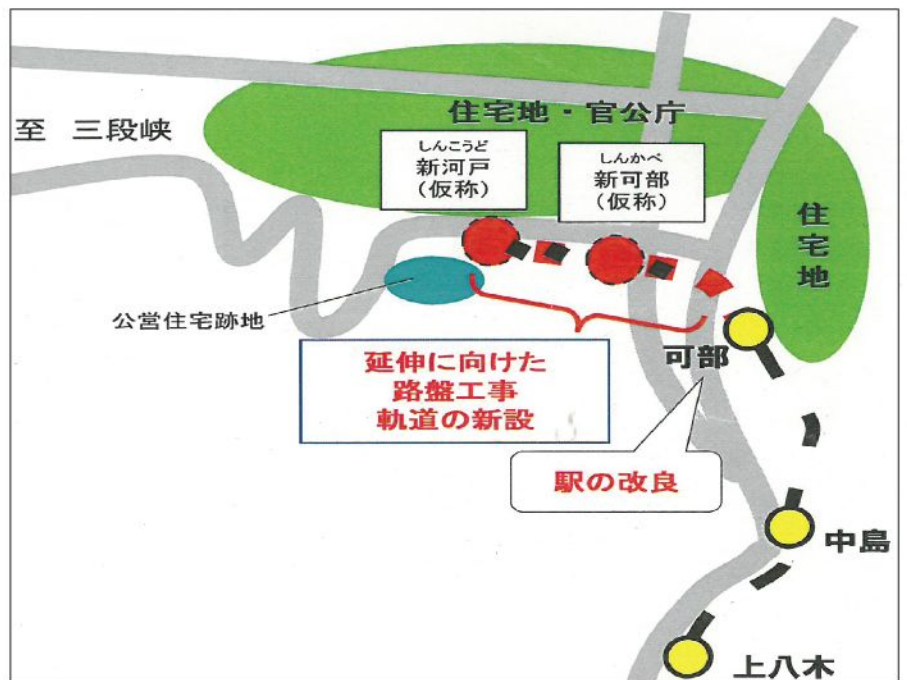 住宅地・官公庁
至 三段峡
しんこうど
新河戸
(仮称)
しんかべ
新可部
(仮称)
住宅地
公営住宅跡地
可部
延伸に向けた
路盤工事
軌道の新設
駅の改良
中島
上八木